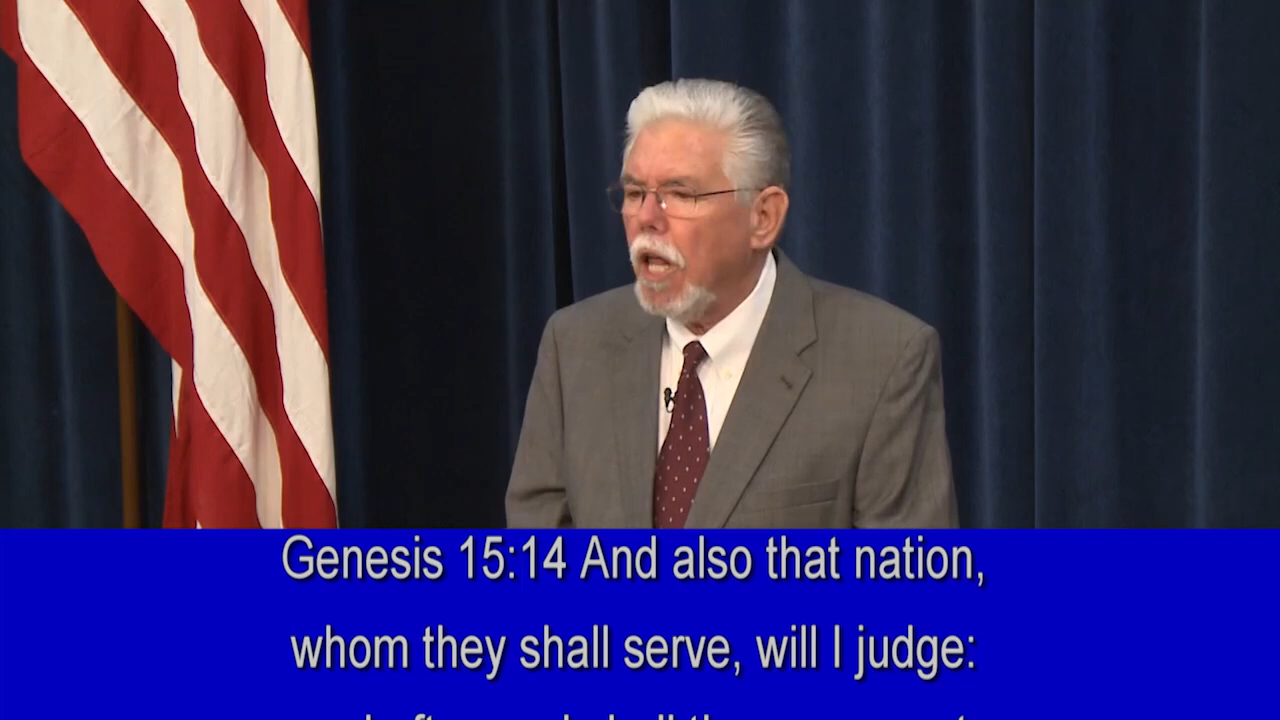 Genesis 15:14 And also that nation,
whom they shall serve, will I judge: